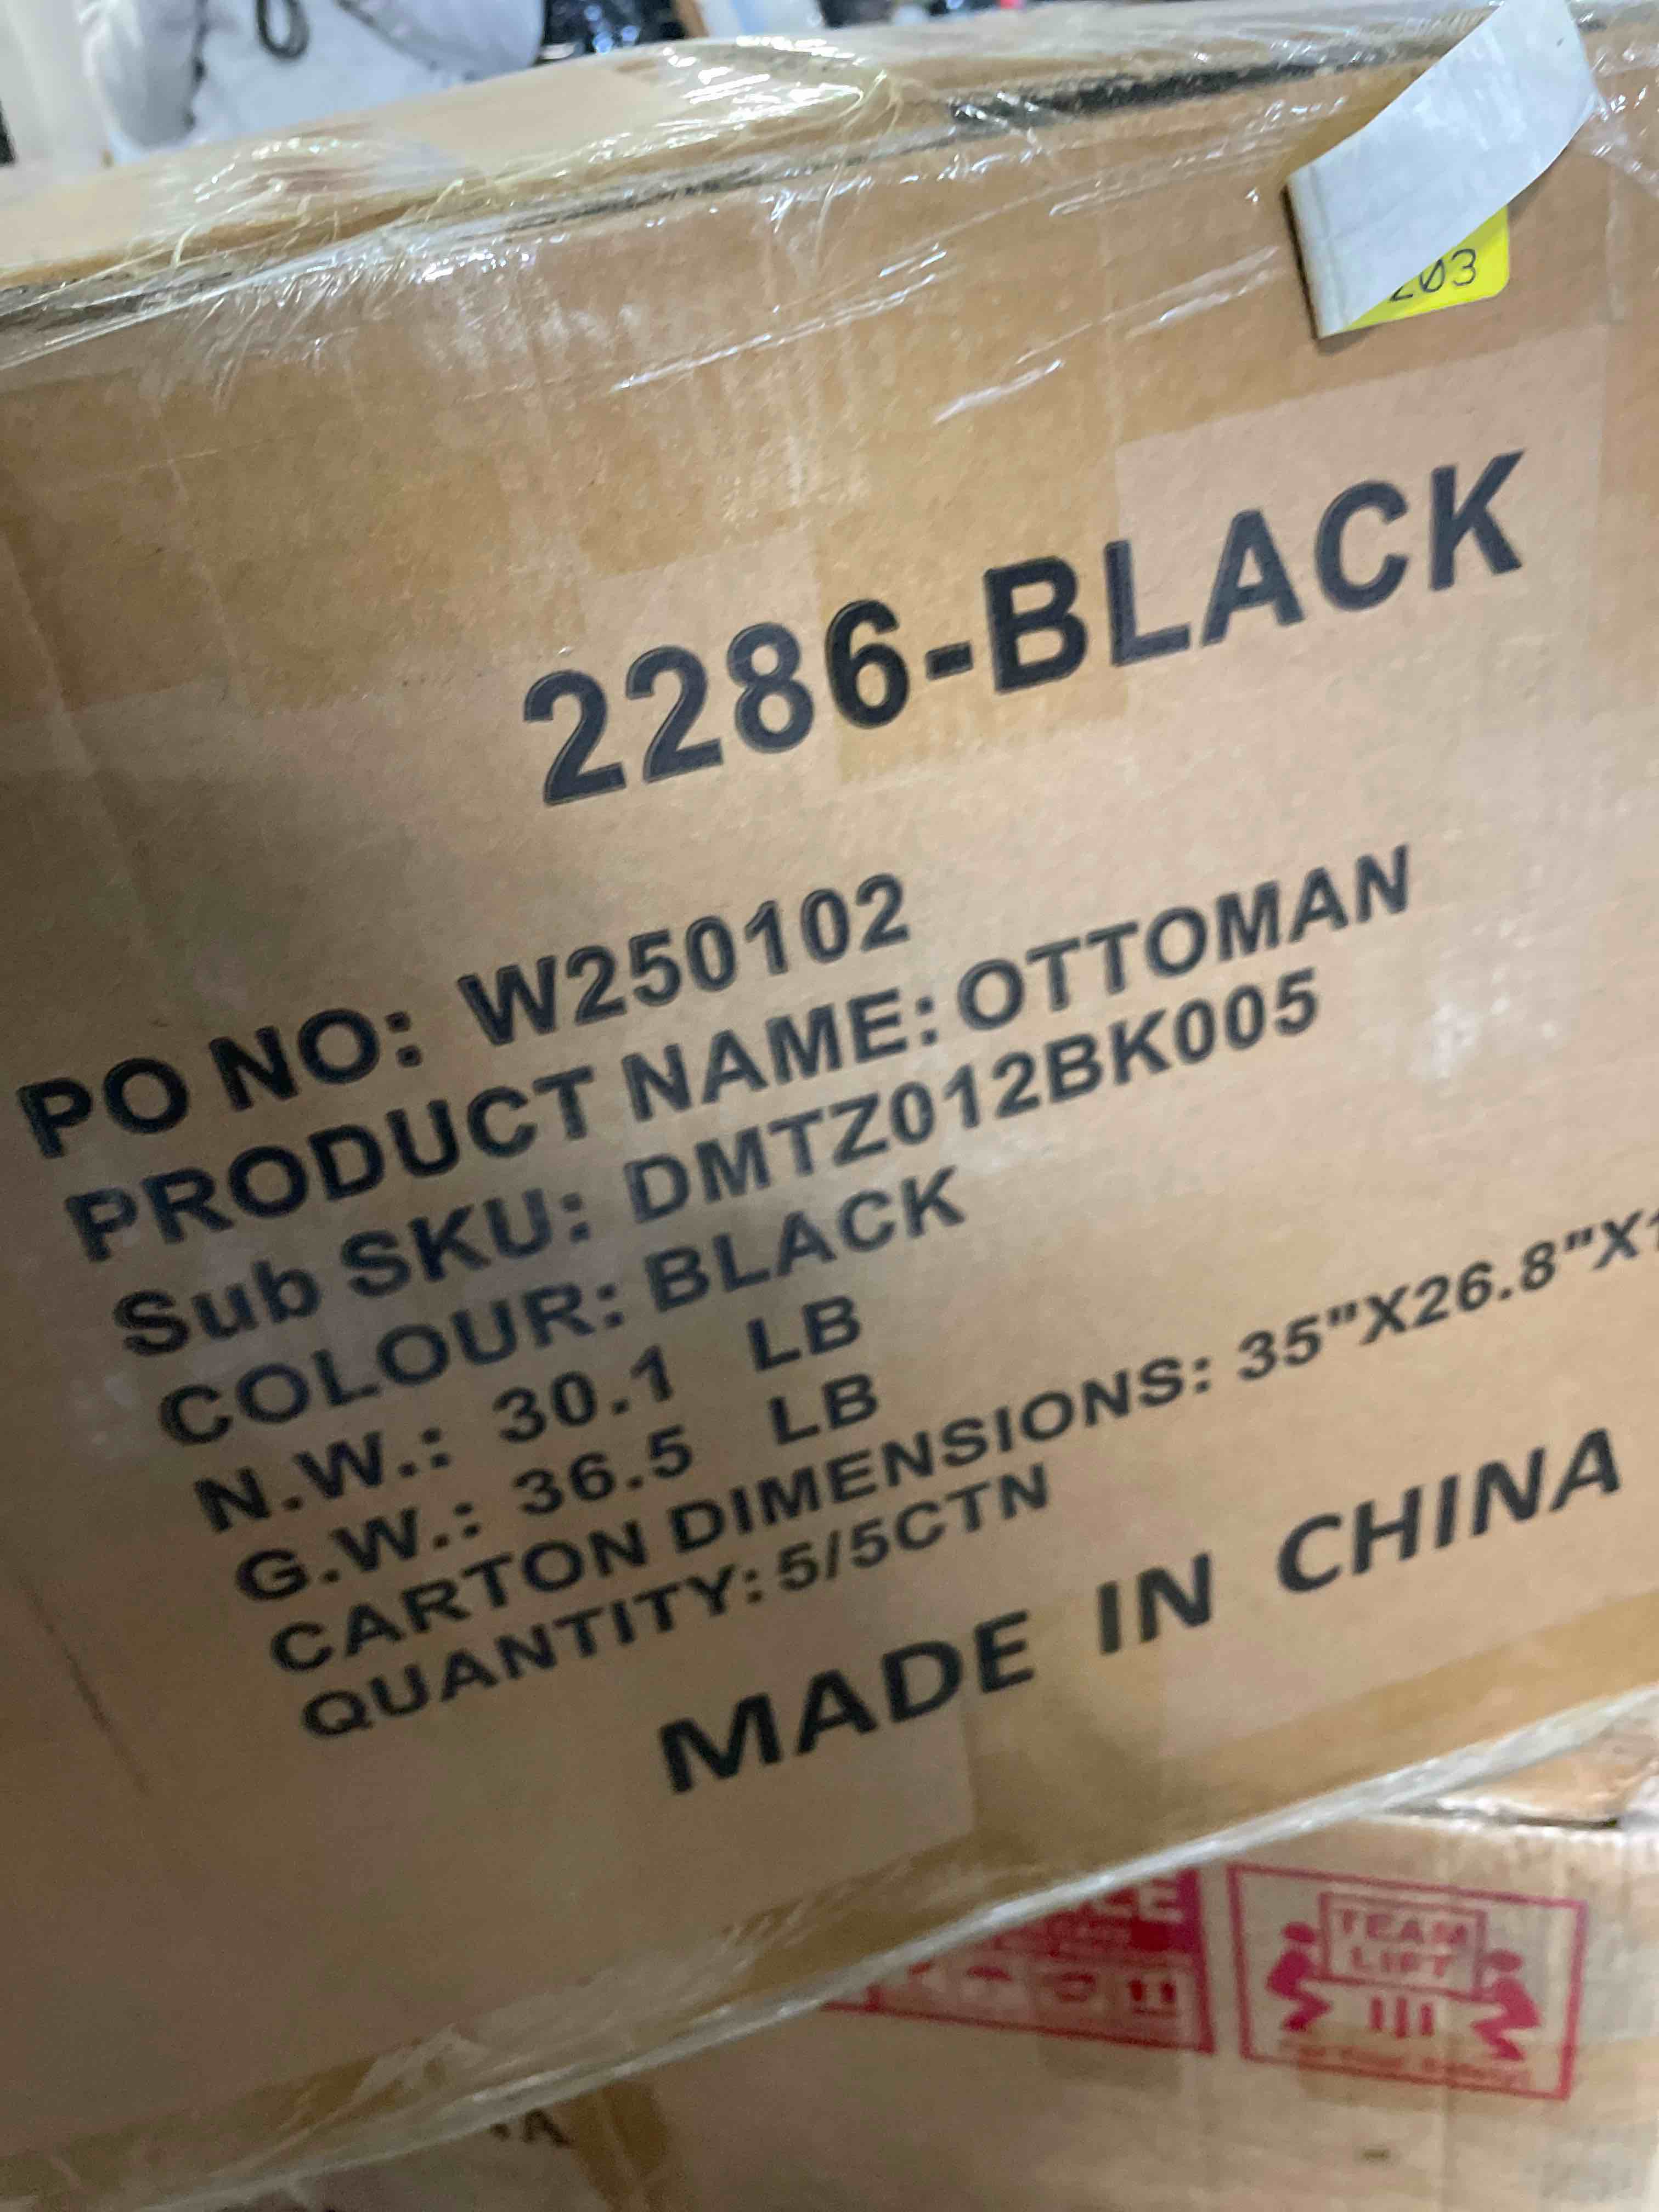 203
2286-BLACK
PO NO: W250102
PRODUCT NAME: OTTOMAN
Sub SKU: DMTZ012BK005
COLOUR: BLACK
N.W.: 30.1 LB
G.W.: 36.5 LB
CARTON DIMENSIONS: 35"X26.8"X1
QUANTITY: 5/5CTN
MADE IN CHINA
TEAM
LIFT